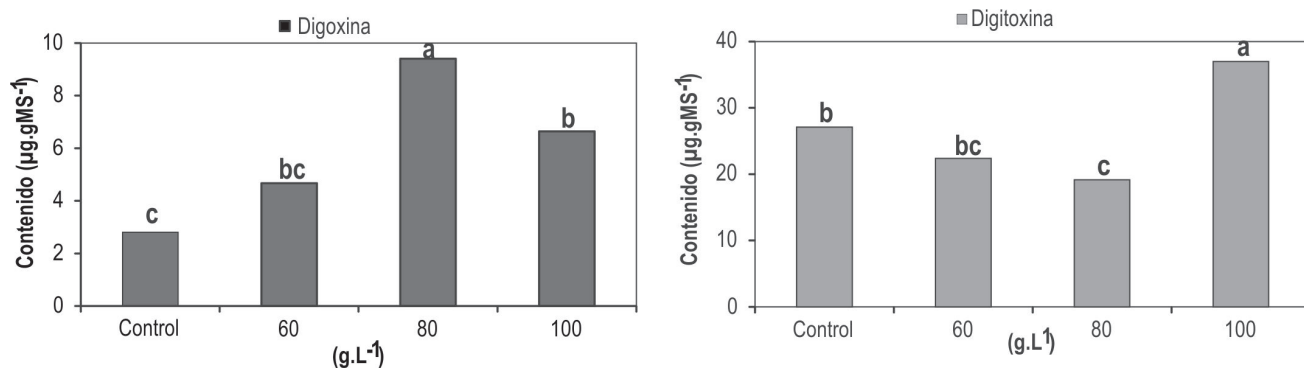 Digoxina
Contenido (µg.gMS-1)
10
8
6
4
2
0
c
bc
a
b
Control
60
80
100
(g.L-1)
Digitoxina
Contenido (µg.gMS-1)
40
30
20
10
0
b
bc
c
a
Control
60
80
100
(g.L1)